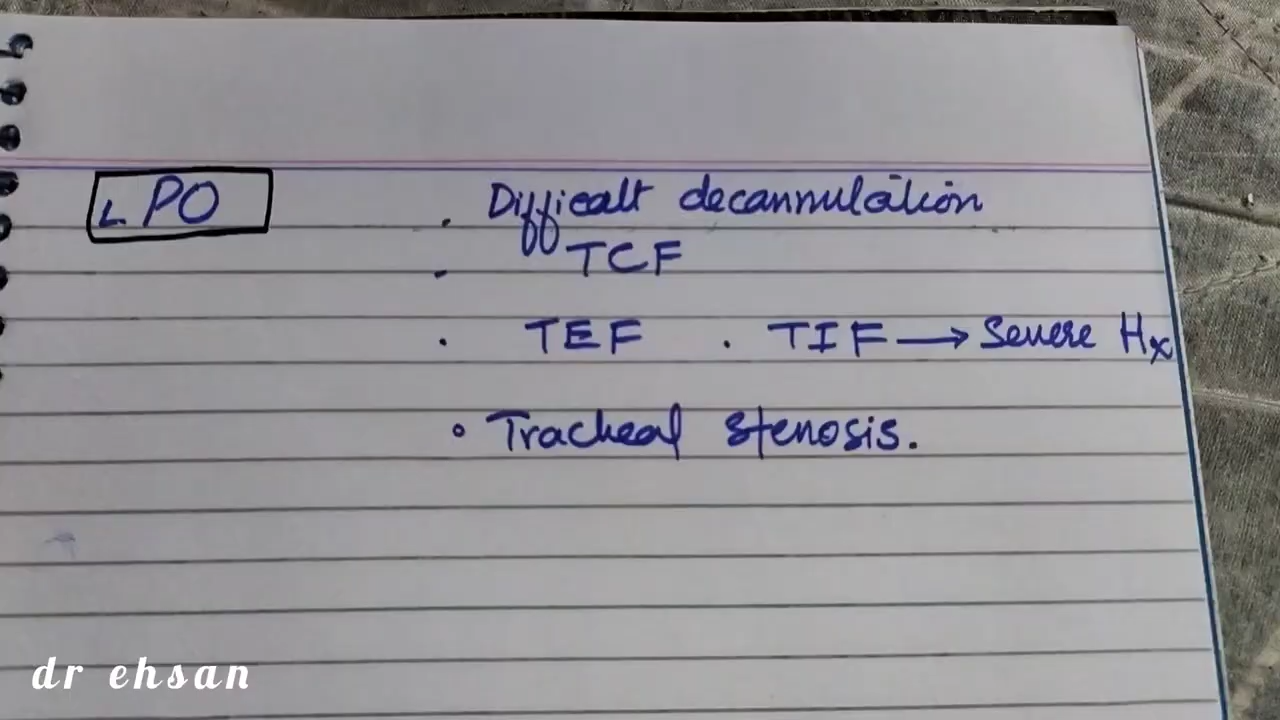 L. PO
. Difficult decannulation
. TCF
. TEF . TIF → Severe Hx
• Tracheal stenosis.
dr ehsan